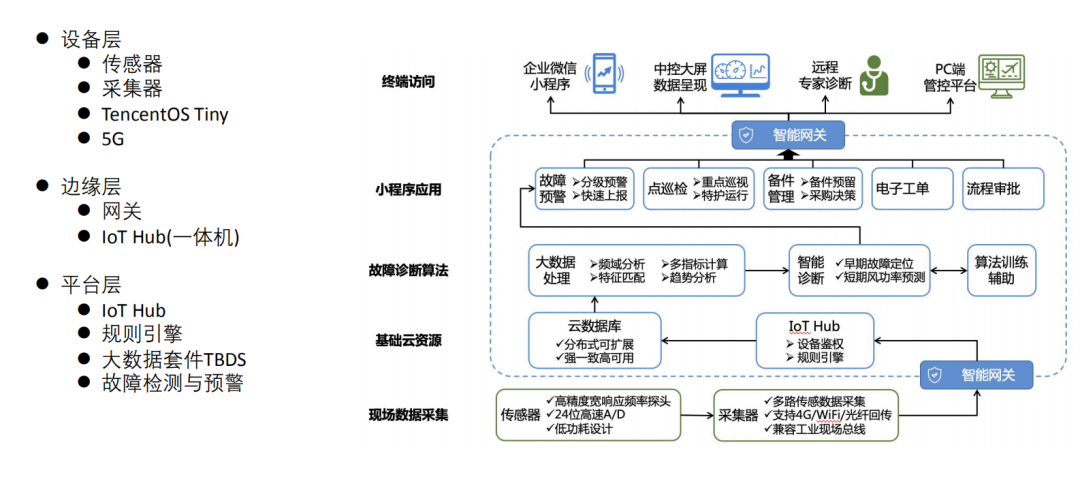 ● 设备层
● 传感器
● 采集器
● TencentOS Tiny
● 5G
● 边缘层
● 网关
● IoT Hub(一体机)
● 平台层
● IoT Hub
● 规则引擎
● 大数据套件TBDS
● 故障检测与预警
终端访问
企业微信
小程序
中控大屏
数据呈现
远程
专家诊断
PC端
管控平台
智能网关
小程序应用
故障
预警
➢分级预警
➢快速上报
点巡检
➢重点巡视
➢特护运行
备件
管理
➢备件预留
➢采购决策
电子工单
流程审批
故障诊断算法
大数据
处理
➢频域分析
➢特征匹配
➢多指标计算
➢趋势分析
智能
诊断
✓早期故障定位
✓短期风功率预测
算法训练
辅助
基础云资源
云数据库
✓分布式可扩展
✓强一致高可用
IoT Hub
➢ 设备鉴权
➢ 规则引擎
智能网关
现场数据采集
传感器
✓高精度宽响应频率探头
✓24位高速A/D
✓低功耗设计
采集器
✓多路传感数据采集
✓支持4G/WiFi/光纤回传
✓兼容工业现场总线